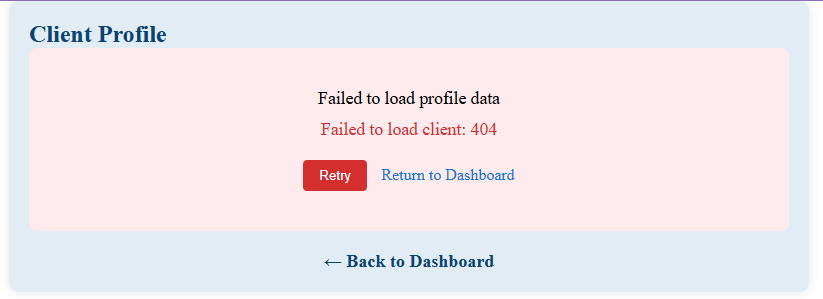 Client Profile
Failed to load profile data
Failed to load client: 404
Retry Return to Dashboard
← Back to Dashboard